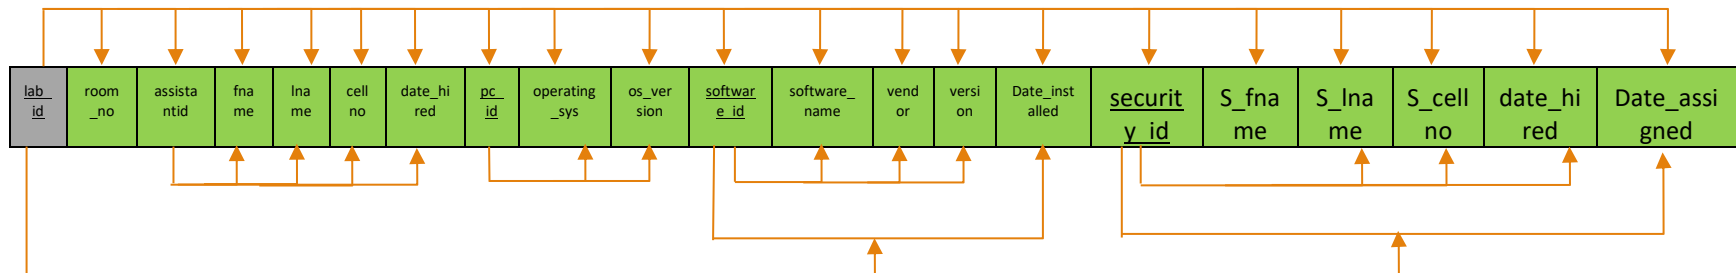 lab_
id
room
_no
assista
ntid
fna
me
lna
me
cell
no
date_hi
red
pc_
id
operating
_sys
os_ver
sion
softwar
e_id
software_
name
vend
or
versi
on
Date_inst
alled
securit
y_id
S_fna
me
S_lna
me
S_cell
no
date_hi
red
Date_assi
gned